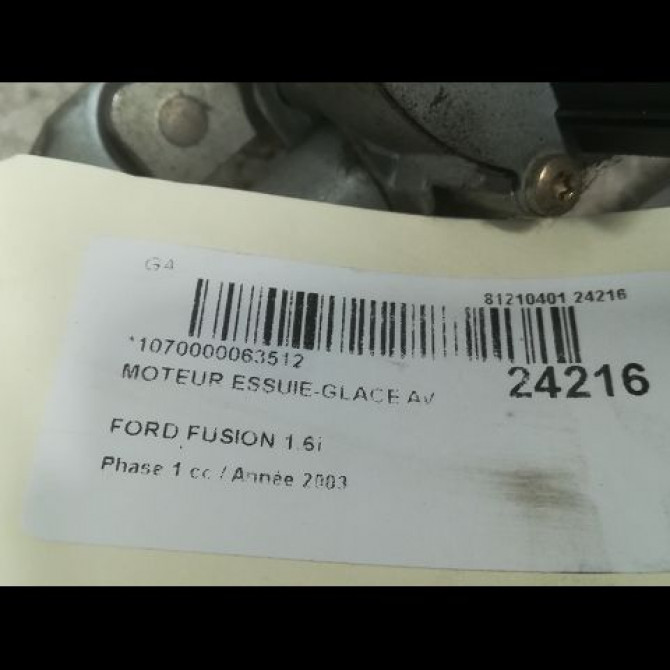 G4
81210401 24216
*1070000063512
24216
MOTEUR ESSUIE-GLACE AV
FORD FUSION 1.6i
Phase 1 cc / Année 2003